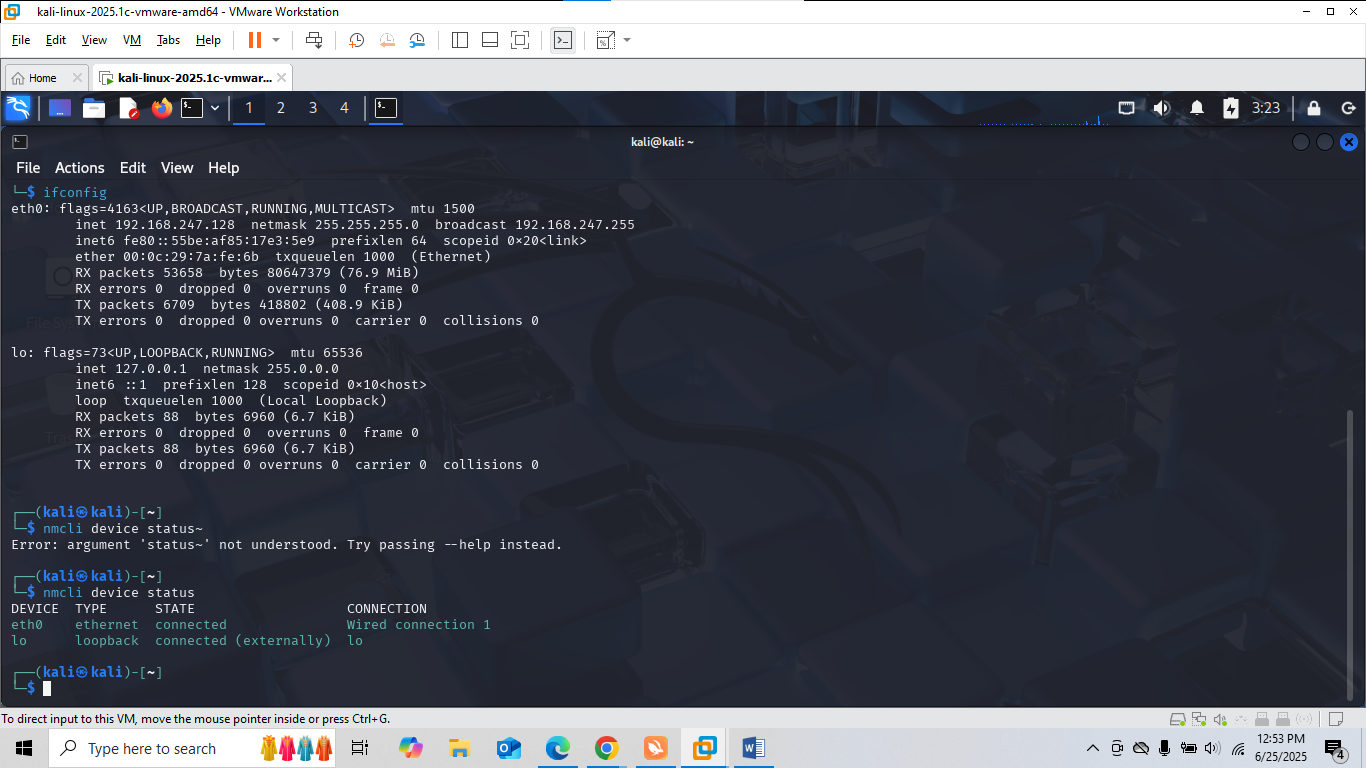 kali-linux-2025.1c-vmware-amd64 - VMware Workstation
File Edit View VM Tabs Help
Home
kali-linux-2025.1c-vmwar...
1 2 3 4
3:23
kali@kali: ~
File Actions Edit View Help
└─$ ifconfig
eth0: flags=4163<UP,BROADCAST,RUNNING,MULTICAST>  mtu 1500
inet 192.168.247.128  netmask 255.255.255.0  broadcast 192.168.247.255
inet6 fe80::55be:af85:17e3:5e9  prefixlen 64  scopeid 0×20<link>
ether 00:0c:29:7a:fe:6b  txqueuelen 1000  (Ethernet)
RX packets 53658  bytes 80647379 (76.9 MiB)
RX errors 0  dropped 0  overruns 0  frame 0
TX packets 6709  bytes 418802 (408.9 KiB)
TX errors 0  dropped 0 overruns 0  carrier 0  collisions 0
lo: flags=73<UP,LOOPBACK,RUNNING>  mtu 65536
inet 127.0.0.1  netmask 255.0.0.0
inet6 ::1  prefixlen 128  scopeid 0×10<host>
loop  txqueuelen 1000  (Local Loopback)
RX packets 88  bytes 6960 (6.7 KiB)
RX errors 0  dropped 0  overruns 0  frame 0
TX packets 88  bytes 6960 (6.7 KiB)
TX errors 0  dropped 0 overruns 0  carrier 0  collisions 0
┌──(kali㉿kali)-[~]
└─$ nmcli device status~
Error: argument 'status~' not understood. Try passing --help instead.
┌──(kali㉿kali)-[~]
└─$ nmcli device status
DEVICE  TYPE      STATE                   CONNECTION
eth0    ethernet  connected               Wired connection 1
lo      loopback  connected (externally)  lo
┌──(kali㉿kali)-[~]
└─$
To direct input to this VM, move the mouse pointer inside or press Ctrl+G.
Type here to search
12:53 PM
6/25/2025
4